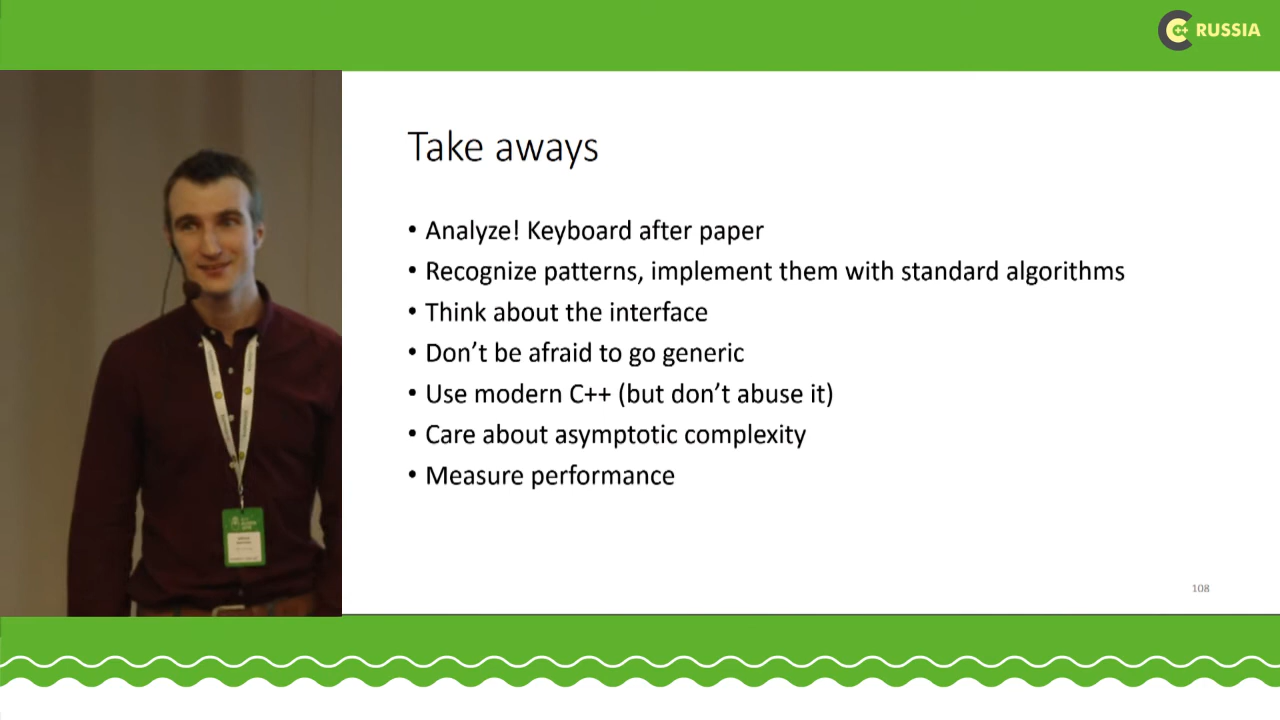 C++ RUSSIA
Take aways
• Analyze! Keyboard after paper
• Recognize patterns, implement them with standard algorithms
• Think about the interface
• Don’t be afraid to go generic
• Use modern C++ (but don’t abuse it)
• Care about asymptotic complexity
• Measure performance
108